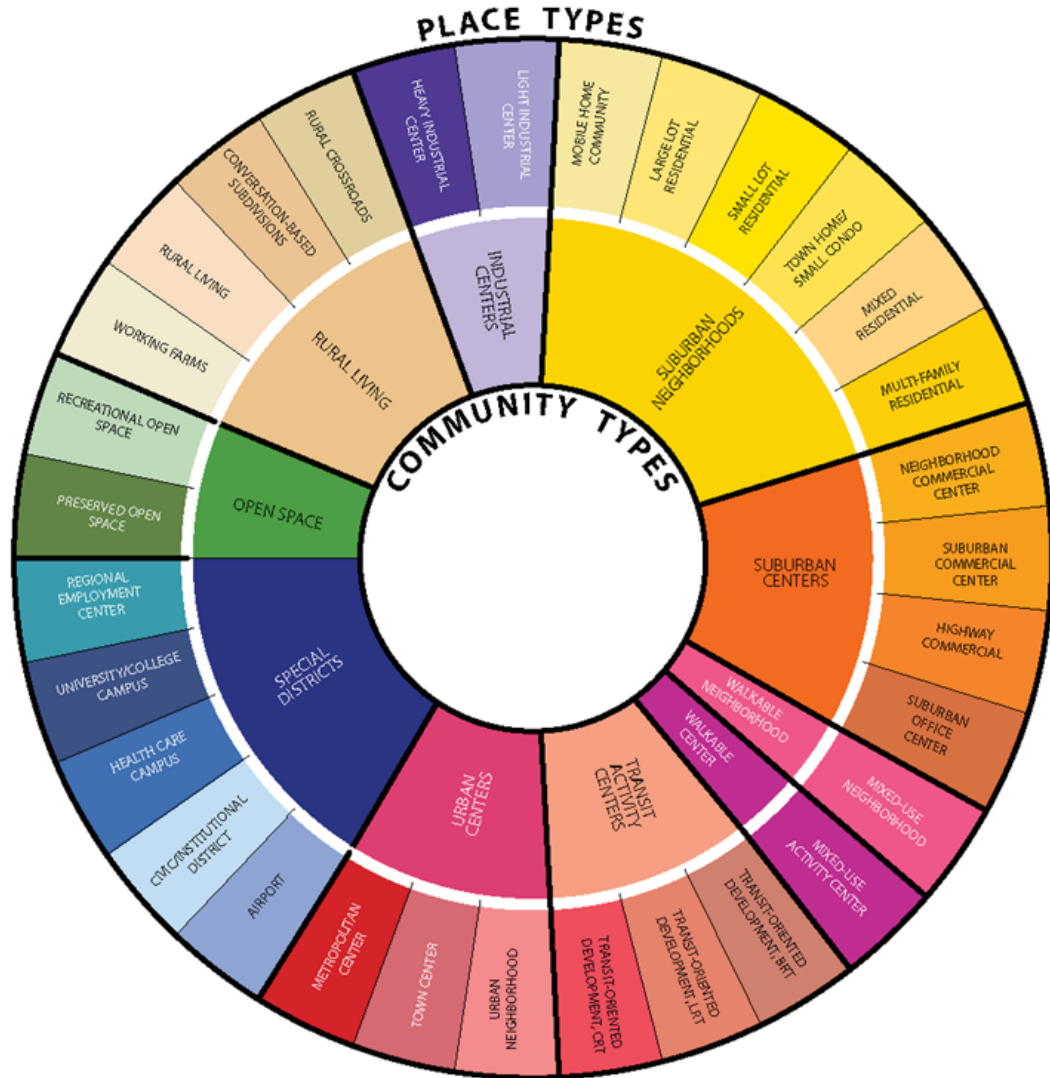 PLACE TYPES
COMMUNITY TYPES
INDUSTRIAL
CENTERS
HEAVY INDUSTRIAL
CENTER
LIGHT INDUSTRIAL
CENTER
SUBURBAN
NEIGHBORHOODS
MOBILE HOME
COMMUNITY
LARGE LOT
RESIDENTIAL
SMALL LOT
RESIDENTIAL
TOWN HOME/
SMALL CONDO
MIXED
RESIDENTIAL
MULTI-FAMILY
RESIDENTIAL
SUBURBAN
CENTERS
NEIGHBORHOOD
COMMERCIAL
CENTER
SUBURBAN
COMMERCIAL
CENTER
HIGHWAY
COMMERCIAL
SUBURBAN
OFFICE
CENTER
WALKABLE
NEIGHBORHOOD
MIXED-USE
NEIGHBORHOOD
WALKABLE
CENTER
MIXED-USE
ACTIVITY CENTER
TRANSIT
ACTIVITY
CENTERS
TRANSIT-ORIENTED
DEVELOPMENT, BRT
TRANSIT-ORIENTED
DEVELOPMENT, LRT
TRANSIT-ORIENTED
DEVELOPMENT, CRT
URBAN
CENTERS
URBAN
NEIGHBORHOOD
TOWN CENTER
METROPOLITAN
CENTER
SPECIAL
DISTRICTS
AIRPORT
CIVIC/INSTITUTIONAL
DISTRICT
HEALTH CARE
CAMPUS
UNIVERSITY/COLLEGE
CAMPUS
REGIONAL
EMPLOYMENT
CENTER
OPEN SPACE
PRESERVED OPEN
SPACE
RECREATIONAL OPEN
SPACE
RURAL LIVING
WORKING FARMS
RURAL LIVING
CONVERSATION-BASED
SUBDIVISIONS
RURAL CROSSROADS